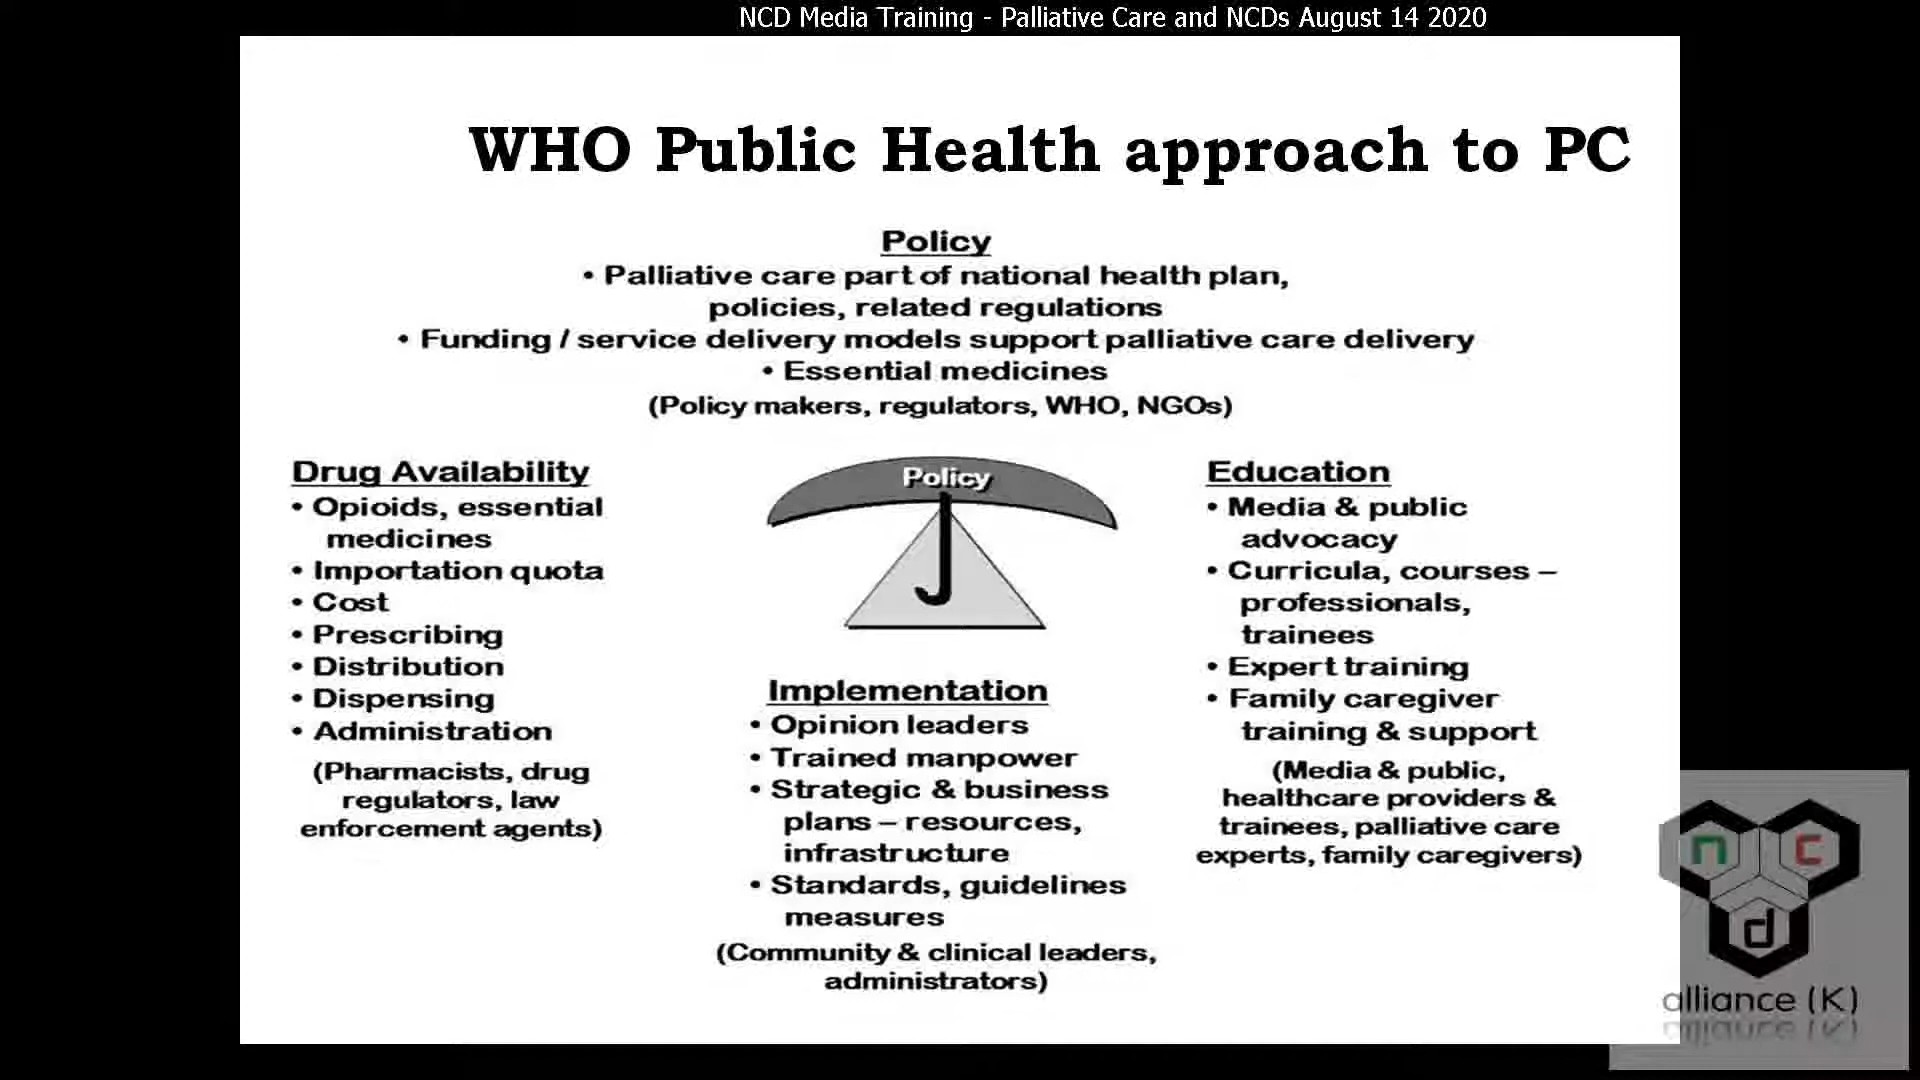 NCD Media Training - Palliative Care and NCDs August 14 2020
WHO Public Health approach to PC
Policy
• Palliative care part of national health plan,
policies, related regulations
• Funding / service delivery models support palliative care delivery
• Essential medicines
(Policy makers, regulators, WHO, NGOs)
Drug Availability
• Opioids, essential
medicines
• Importation quota
• Cost
• Prescribing
• Distribution
• Dispensing
• Administration
(Pharmacists, drug
regulators, law
enforcement agents)
Policy
Implementation
• Opinion leaders
• Trained manpower
• Strategic & business
plans – resources,
infrastructure
• Standards, guidelines
measures
(Community & clinical leaders,
administrators)
Education
• Media & public
advocacy
• Curricula, courses –
professionals,
trainees
• Expert training
• Family caregiver
training & support
(Media & public,
healthcare providers &
trainees, palliative care
experts, family caregivers)
n c
d
alliance (K)